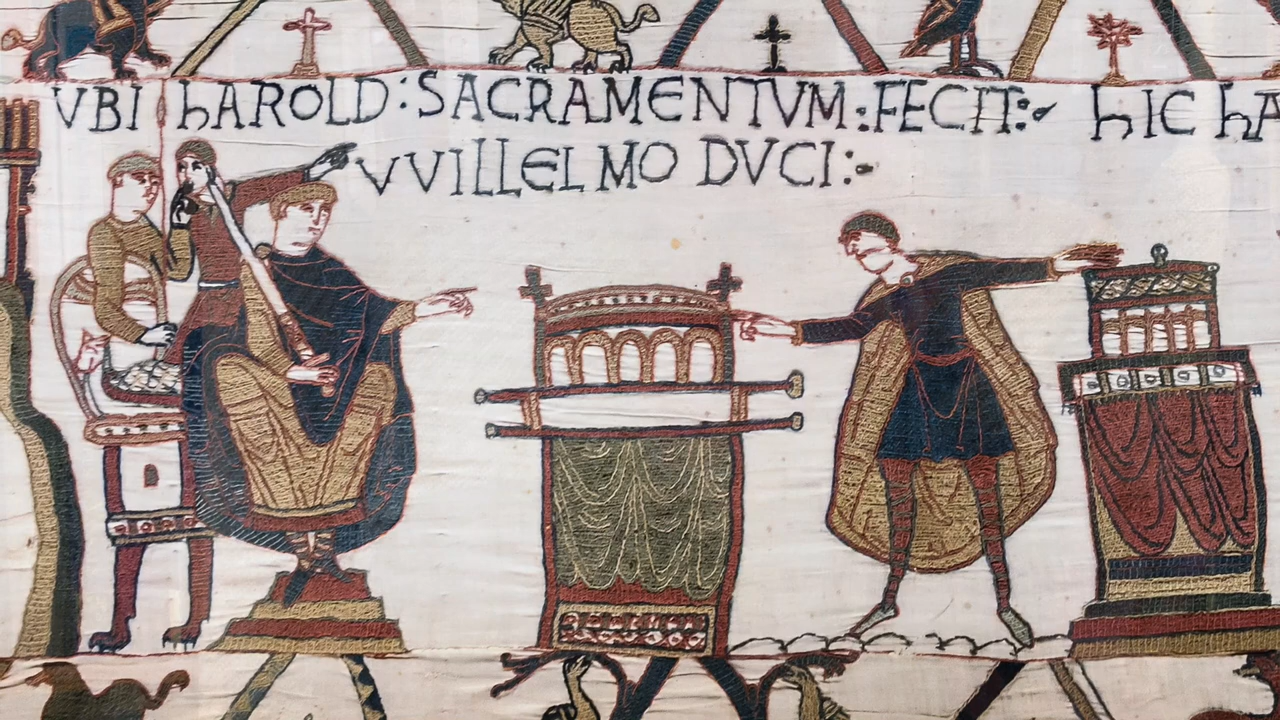 VBI hAROLD : SACRAMENTVM : FECIT :- hIC hA
VVILLELMO DVCI :-